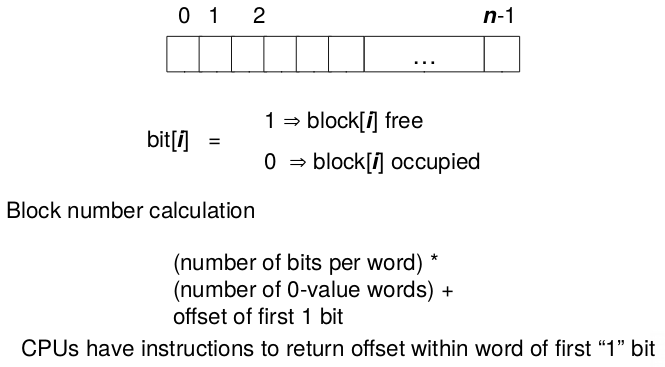 0 1 2 n-1
...
1 ⇒ block[i] free
bit[i] =
0 ⇒ block[i] occupied
Block number calculation
(number of bits per word) *
(number of 0-value words) +
offset of first 1 bit
CPUs have instructions to return offset within word of first “1” bit